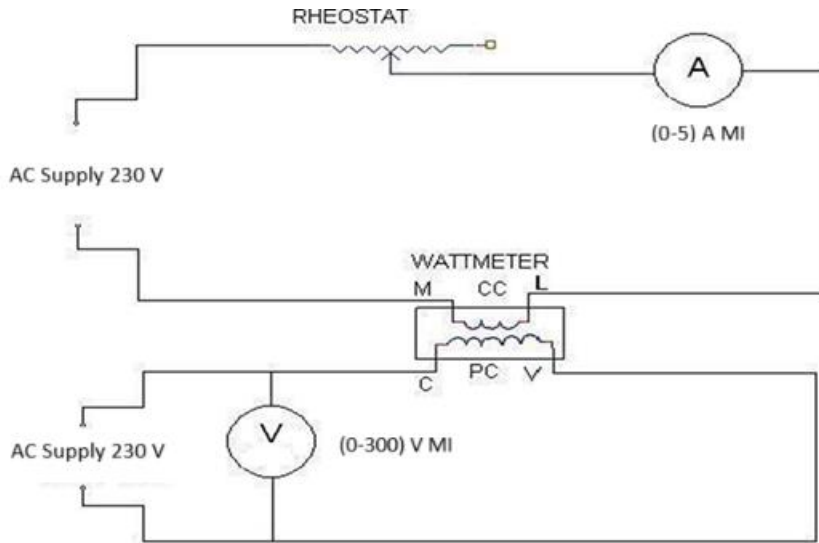 RHEOSTAT
A
(0-5) A MI
AC Supply 230 V
WATTMETER
M CC L
C PC V
AC Supply 230 V
V
(0-300) V MI